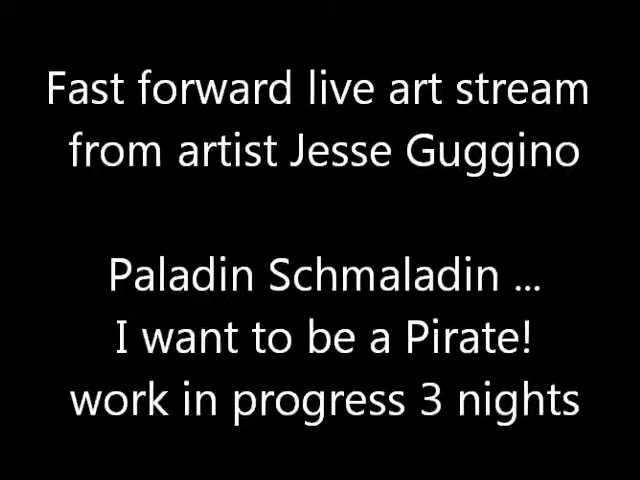 Fast forward live art stream
from artist Jesse Guggino
Paladin Schmaladin ...
I want to be a Pirate!
work in progress 3 nights